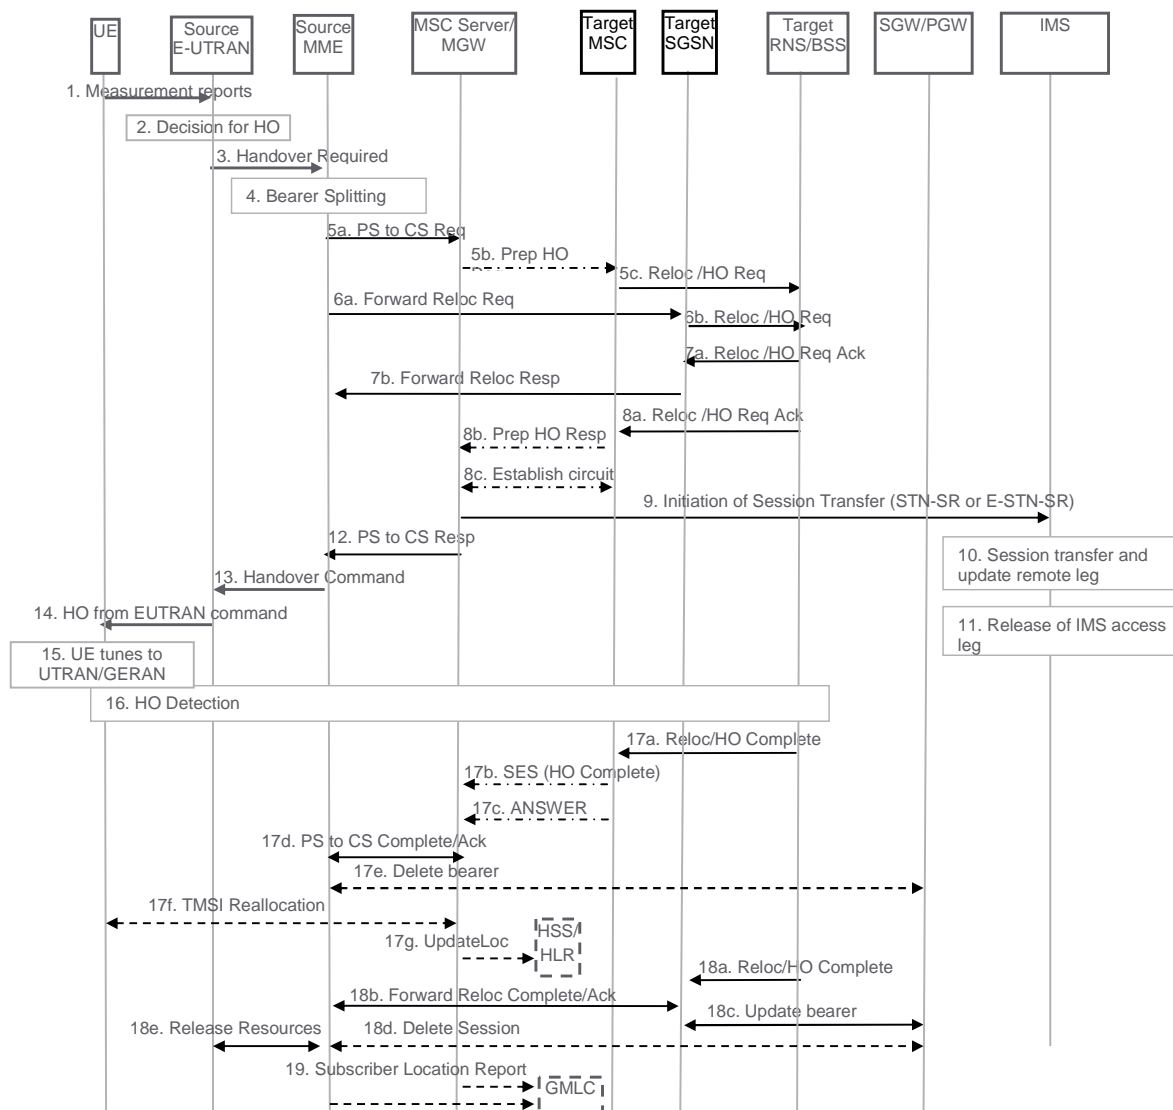 UE
Source
E-UTRAN
Source
MME
MSC Server/
MGW
Target
MSC
Target
SGSN
Target
RNS/BSS
SGW/PGW
IMS
1. Measurement reports
2. Decision for HO
3. Handover Required
4. Bearer Splitting
5a. PS to CS Req
5b. Prep HO
5c. Reloc /HO Req
6a. Forward Reloc Req
6b. Reloc /HO Req
7a. Reloc /HO Req Ack
7b. Forward Reloc Resp
8a. Reloc /HO Req Ack
8b. Prep HO Resp
8c. Establish circuit
9. Initiation of Session Transfer (STN-SR or E-STN-SR)
12. PS to CS Resp
10. Session transfer and
update remote leg
13. Handover Command
14. HO from EUTRAN command
11. Release of IMS access
leg
15. UE tunes to
UTRAN/GERAN
16. HO Detection
17a. Reloc/HO Complete
17b. SES (HO Complete)
17c. ANSWER
17d. PS to CS Complete/Ack
17e. Delete bearer
17f. TMSI Reallocation
17g. UpdateLoc
HSS/
HLR
18a. Reloc/HO Complete
18b. Forward Reloc Complete/Ack
18c. Update bearer
18e. Release Resources
18d. Delete Session
19. Subscriber Location Report
GMLC